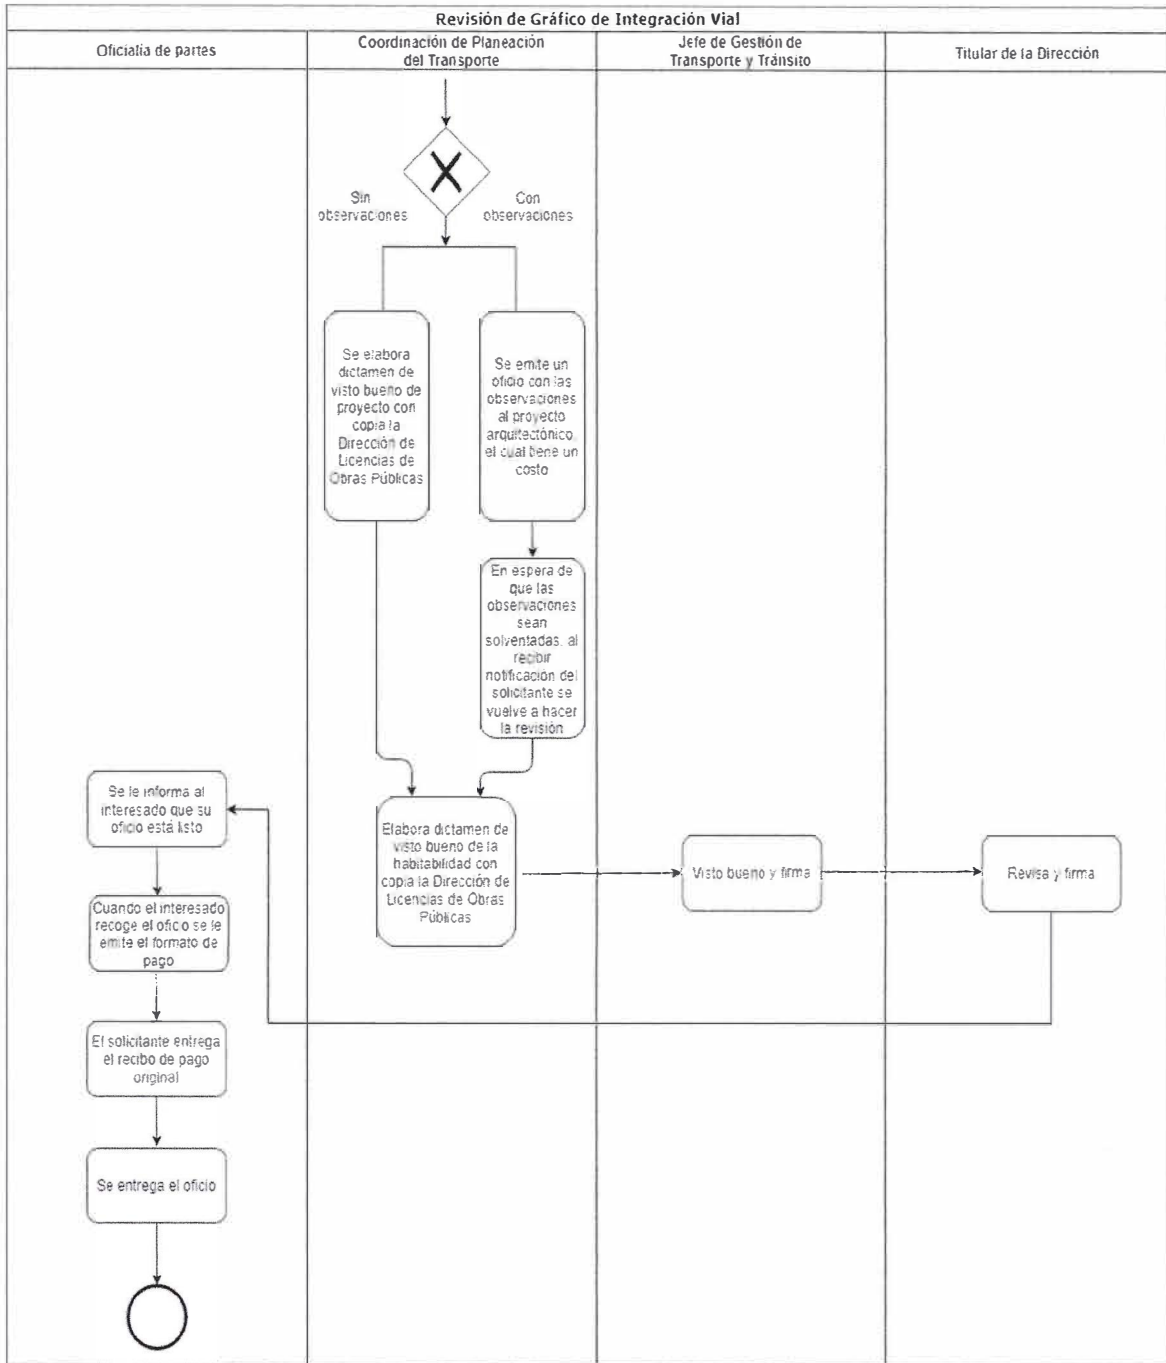 Revisión de Gráfico de Integración Vial
Oficialía de partes
Coordinación de Planeación
del Transporte
Jefe de Gestión de
Transporte y Tránsito
Titular de la Dirección
Sin
observaciones
Con
observaciones
Se elabora
dictamen de
visto bueno de
proyecto con
copia la
Dirección de
Licencias de
Obras Públicas
Se emite un
oficio con las
observaciones
al proyecto
arquitectónico,
el cual tiene un
costo
En espera de
que las
observaciones
sean
solventadas, al
recibir
notificación del
solicitante se
vuelve a hacer
la revisión
Se le informa al
interesado que su
oficio está listo
Elabora dictamen de
visto bueno de la
habitabilidad con
copia la Dirección de
Licencias de Obras
Públicas
Visto bueno y firma
Revisa y firma
Cuando el interesado
recoge el oficio se le
emite el formato de
pago
El solicitante entrega
el recibo de pago
original
Se entrega el oficio